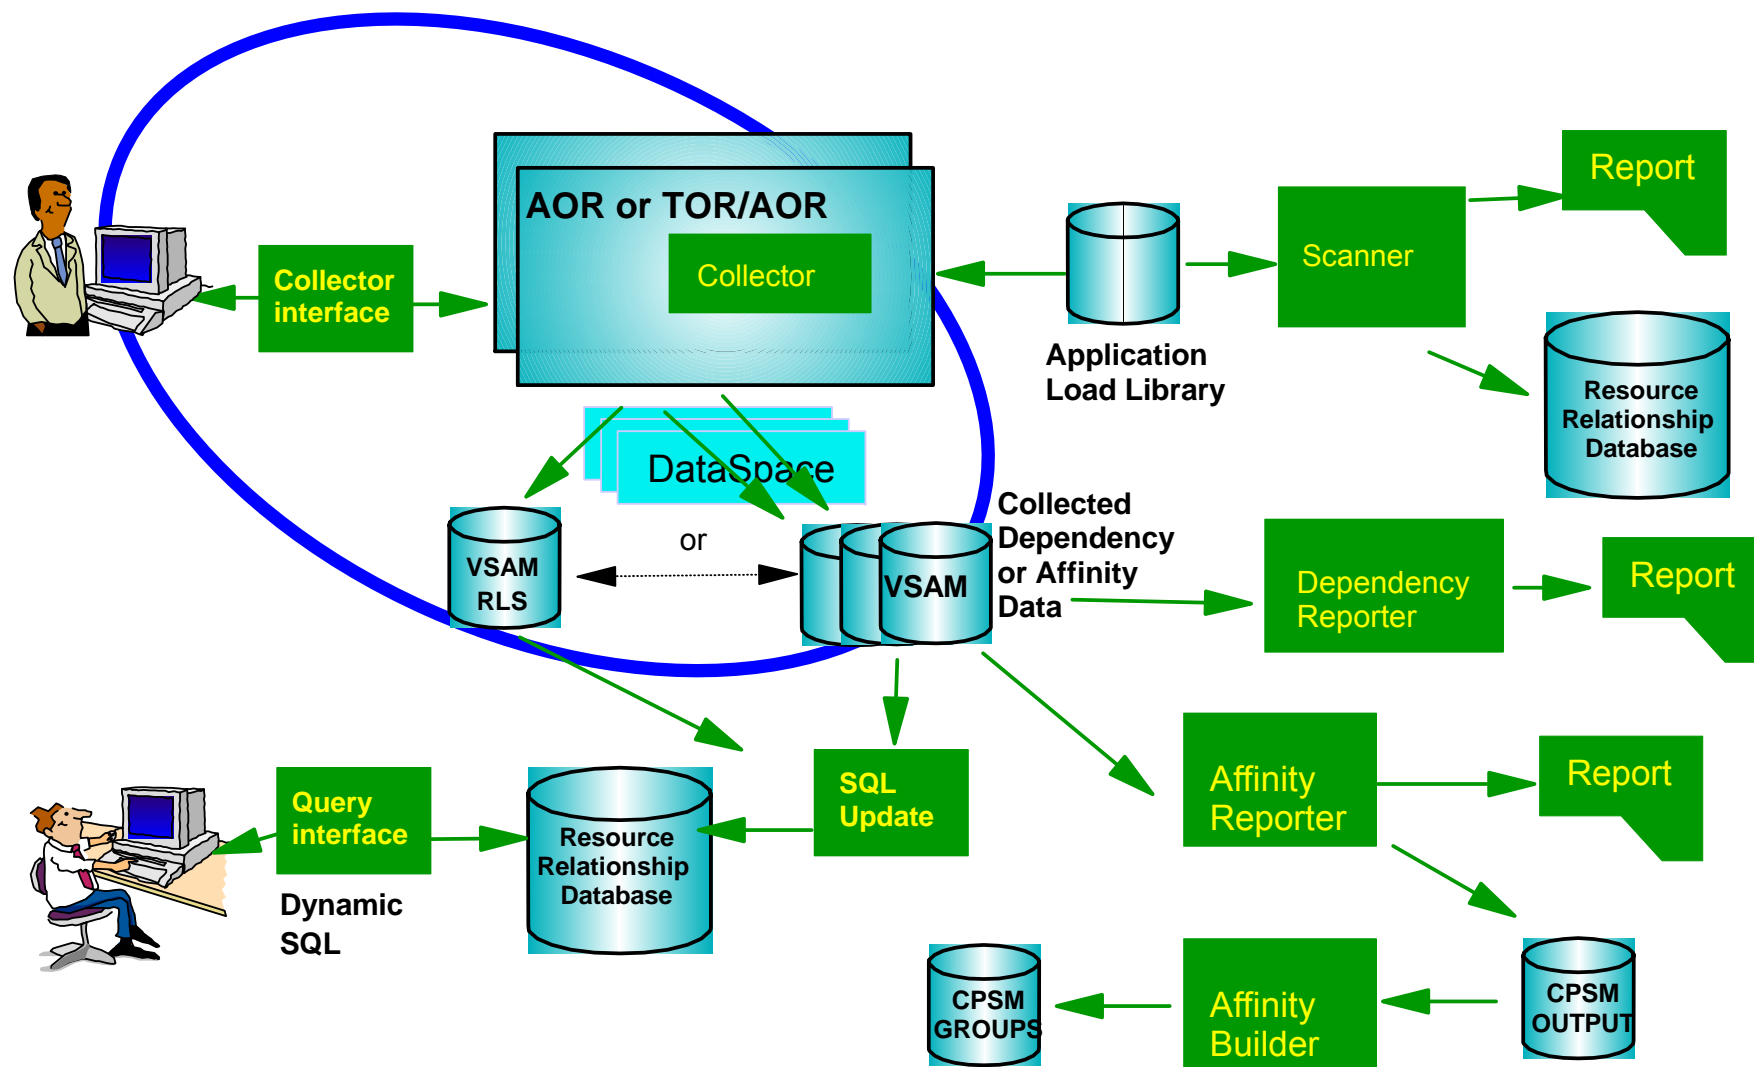 Report
AOR or TOR/AOR
Collector
interface
Collector
Scanner
Application
Load Library
Resource
Relationship
Database
DataSpace
or
VSAM
RLS
VSAM
Collected
Dependency
or Affinity
Data
Dependency
Reporter
Report
Query
interface
Dynamic
SQL
Resource
Relationship
Database
SQL
Update
Affinity
Reporter
Report
CPSM
GROUPS
Affinity
Builder
CPSM
OUTPUT